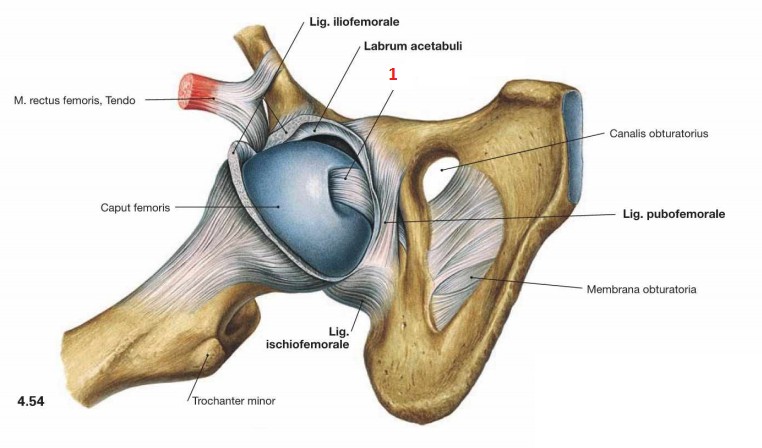 Lig. iliofemorale
Labrum acetabuli
1
M. rectus femoris, Tendo
Canalis obturatorius
Caput femoris
Lig. pubofemorale
Membrana obturatoria
Lig.
ischiofemorale
4.54
Trochanter minor